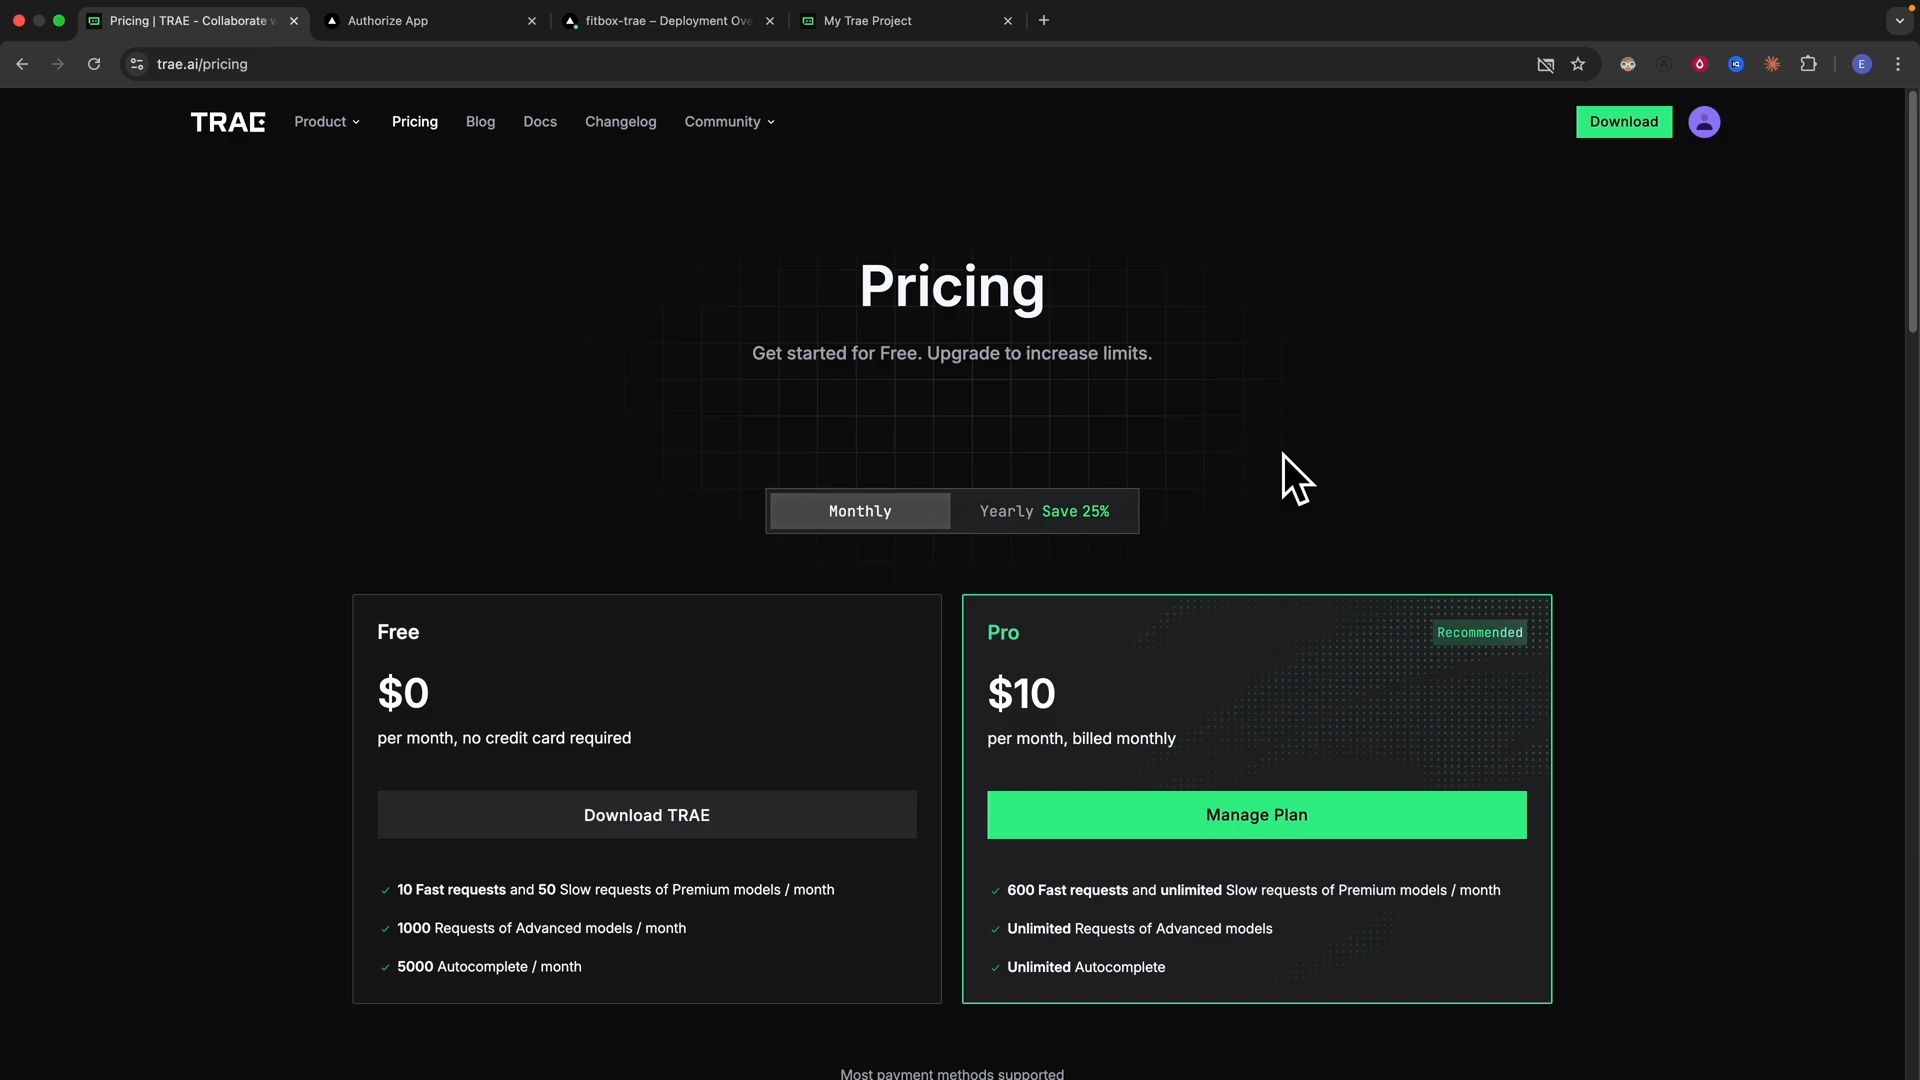 Pricing | TRAE - Collaborate w
Authorize App
fitbox-trae – Deployment Ove
My Trae Project
trae.ai/pricing
E
TRAE
Product
Pricing
Blog
Docs
Changelog
Community
Download
Pricing
Get started for Free. Upgrade to increase limits.
Monthly
Yearly Save 25%
Free
$0
per month, no credit card required
Download TRAE
10 Fast requests and 50 Slow requests of Premium models / month
1000 Requests of Advanced models / month
5000 Autocomplete / month
Pro
Recommended
$10
per month, billed monthly
Manage Plan
600 Fast requests and unlimited Slow requests of Premium models / month
Unlimited Requests of Advanced models
Unlimited Autocomplete
Most payment methods supported